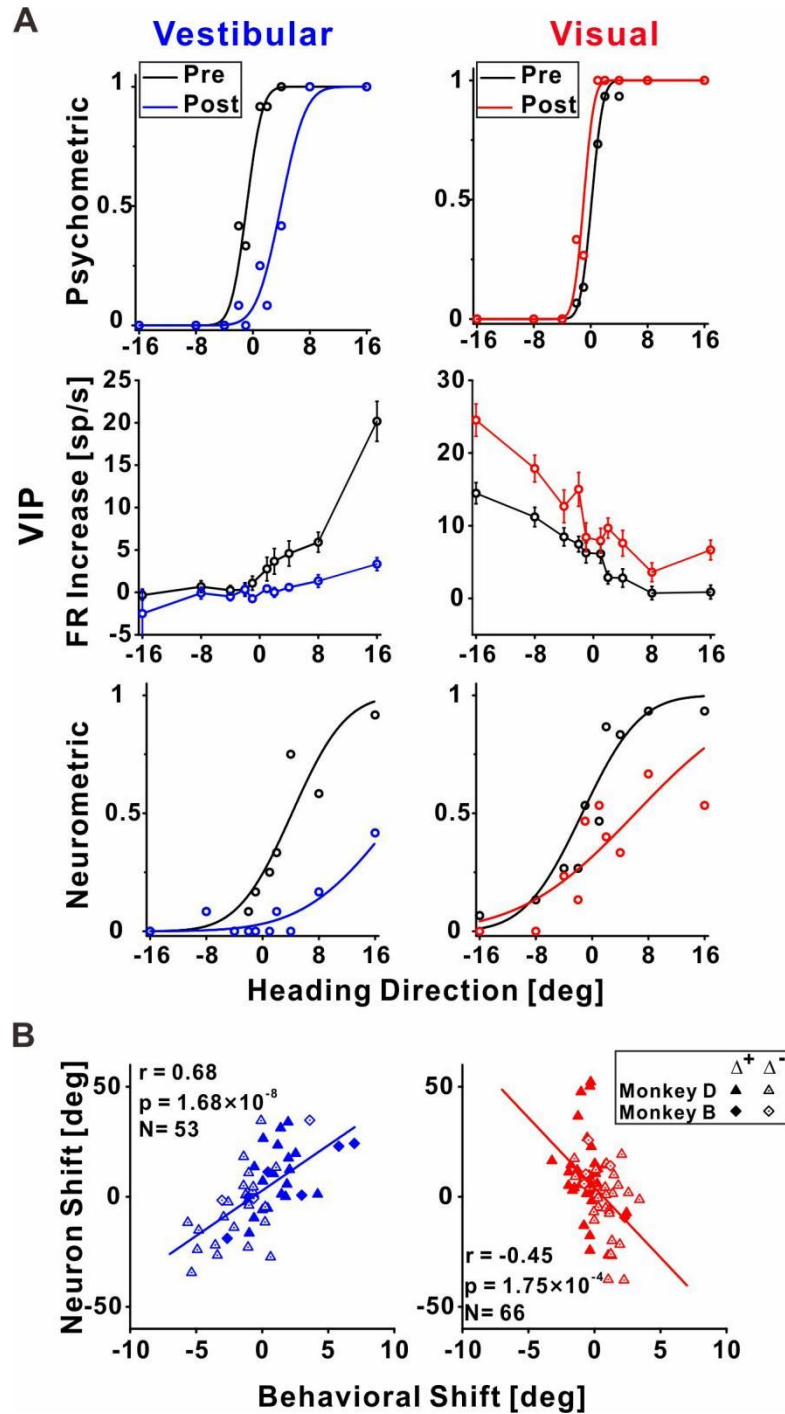 A
Vestibular Visual
Pre
Post
Pre
Post
Psychometric
1
0.5
0
-16 -8 0 8 16
1
0.5
0
-16 -8 0 8 16
VIP
FR Increase [sp/s]
25
20
15
10
5
0
-5
-16 -8 0 8 16
30
20
10
0
-16 -8 0 8 16
Neurometric
1
0.5
0
-16 -8 0 8 16
1
0.5
0
-16 -8 0 8 16
Heading Direction [deg]
B
Neuron Shift [deg]
r = 0.68
p = 1.68×10⁻⁸
N= 53
50
0
-50
-10 -5 0 5 10
Δ⁺ Δ⁻
Monkey D
Monkey B
50
0
-50
r = -0.45
p = 1.75×10⁻⁴
N= 66
-10 -5 0 5 10
Behavioral Shift [deg]